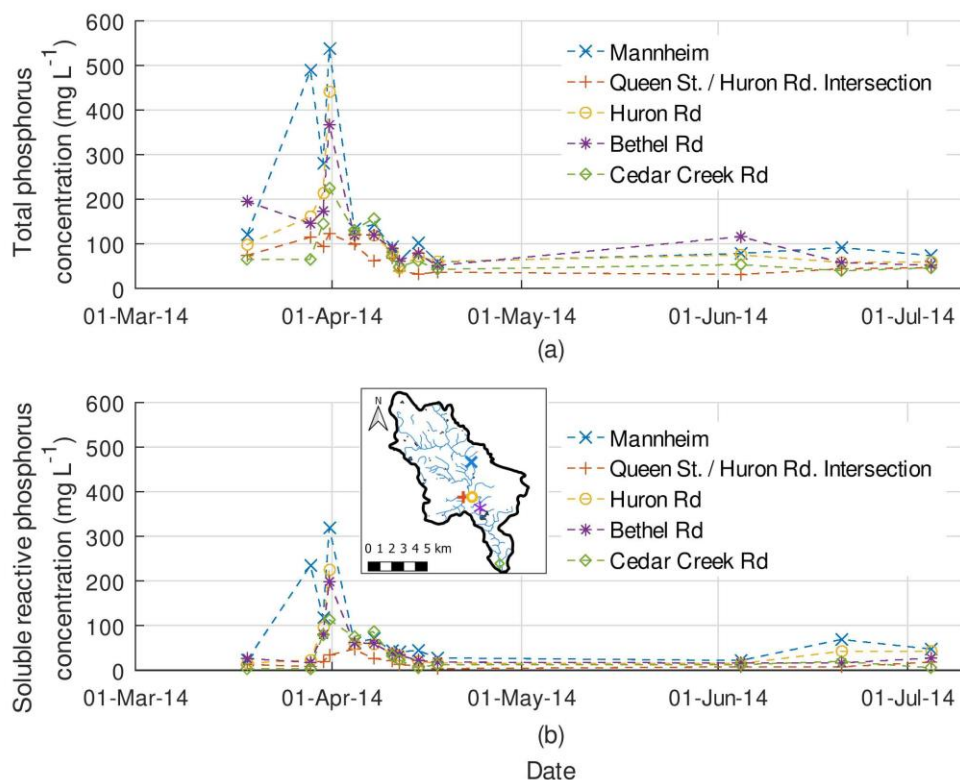 Total phosphorus
concentration (mg L-1)
600
500
400
300
200
100
0
Mannheim
Queen St. / Huron Rd. Intersection
Huron Rd
Bethel Rd
Cedar Creek Rd
01-Mar-14 01-Apr-14 01-May-14 01-Jun-14 01-Jul-14
(a)
Soluble reactive phosphorus
concentration (mg L-1)
600
500
400
300
200
100
0
N
0 1 2 3 4 5 km
Mannheim
Queen St. / Huron Rd. Intersection
Huron Rd
Bethel Rd
Cedar Creek Rd
01-Mar-14 01-Apr-14 01-May-14 01-Jun-14 01-Jul-14
(b)
Date